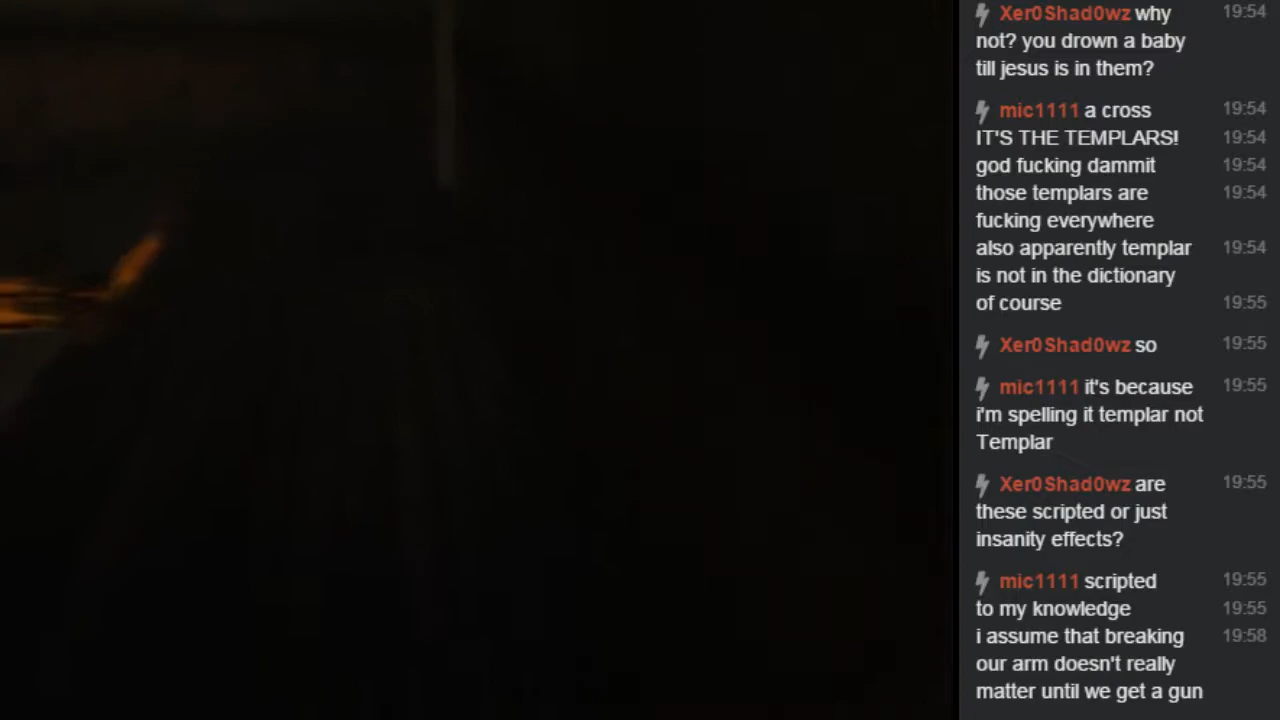 Xer0Shad0wz why 19:54
not? you drown a baby
till jesus is in them?
mic1111 a cross 19:54
IT'S THE TEMPLARS! 19:54
god fucking dammit 19:54
those templars are 19:54
fucking everywhere
also apparently templar 19:54
is not in the dictionary
of course 19:55
Xer0Shad0wz so 19:55
mic1111 it's because 19:55
i'm spelling it templar not
Templar
Xer0Shad0wz are 19:55
these scripted or just
insanity effects?
mic1111 scripted 19:55
to my knowledge 19:55
i assume that breaking 19:58
our arm doesn't really
matter until we get a gun